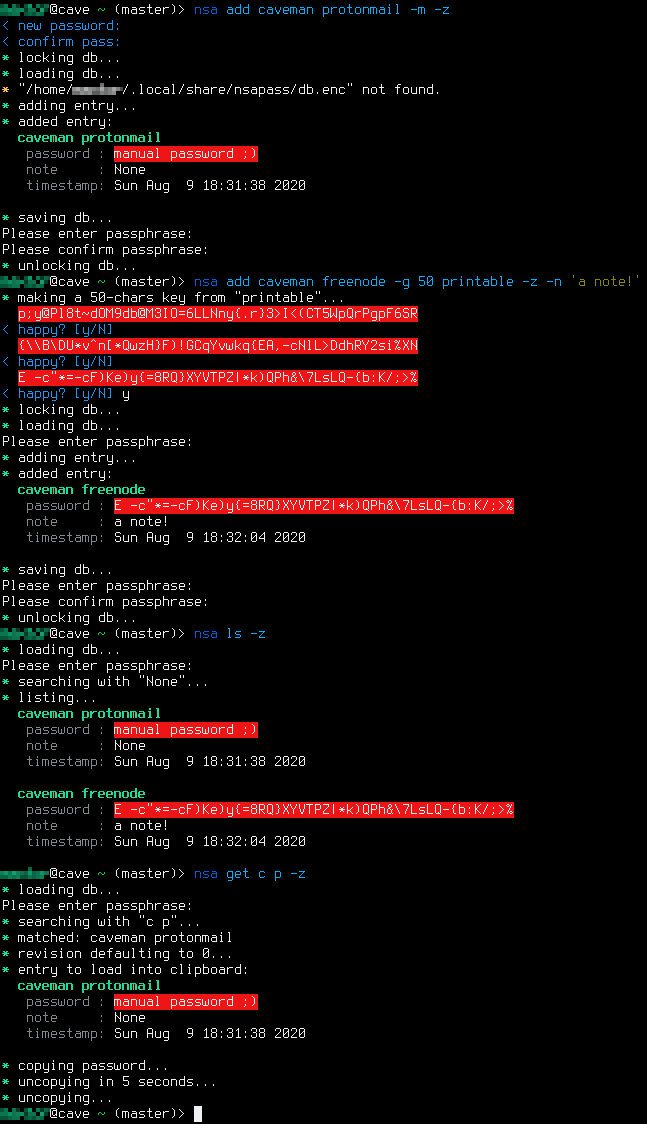 @cave ~ (master)> nsa add caveman protonmail -m -z
< new password:
< confirm pass:
* locking db...
* loading db...
* "/home/ /.local/share/nsapass/db.enc" not found.
* adding entry...
* added entry:
caveman protonmail
password : manual password ;)
note : None
timestamp: Sun Aug  9 18:31:38 2020
* saving db...
Please enter passphrase:
Please confirm passphrase:
* unlocking db...
@cave ~ (master)> nsa add caveman freenode -g 50 printable -z -n 'a note!'
* making a 50-chars key from "printable"...
p;y@Pl8t~dOM9db@M3IO=6LLNny{.r}3>I<(CT5WpQrPgpF6SR
< happy? [y/N]
{\\B\DU*v^n[*QwzH}F)!GCqYvwkq{EA,-cNlL>DdhRY2si%XN
< happy? [y/N]
E -c"*=-cF)Ke)y{=8RQ}XYVTPZ|*k)QPh&\7LsLQ-{b:K/;>%
< happy? [y/N] y
* locking db...
* loading db...
Please enter passphrase:
* adding entry...
* added entry:
caveman freenode
password : E -c"*=-cF)Ke)y{=8RQ}XYVTPZ|*k)QPh&\7LsLQ-{b:K/;>%
note : a note!
timestamp: Sun Aug  9 18:32:04 2020
* saving db...
Please enter passphrase:
Please confirm passphrase:
* unlocking db...
@cave ~ (master)> nsa ls -z
* loading db...
Please enter passphrase:
* searching with "None"...
* listing...
caveman protonmail
password : manual password ;)
note : None
timestamp: Sun Aug  9 18:31:38 2020
caveman freenode
password : E -c"*=-cF)Ke)y{=8RQ}XYVTPZ|*k)QPh&\7LsLQ-{b:K/;>%
note : a note!
timestamp: Sun Aug  9 18:32:04 2020
@cave ~ (master)> nsa get c p -z
* loading db...
Please enter passphrase:
* searching with "c p"...
* matched: caveman protonmail
* revision defaulting to 0...
* entry to load into clipboard:
caveman protonmail
password : manual password ;)
note : None
timestamp: Sun Aug  9 18:31:38 2020
* copying password...
* uncopying in 5 seconds...
* uncopying...
@cave ~ (master)>